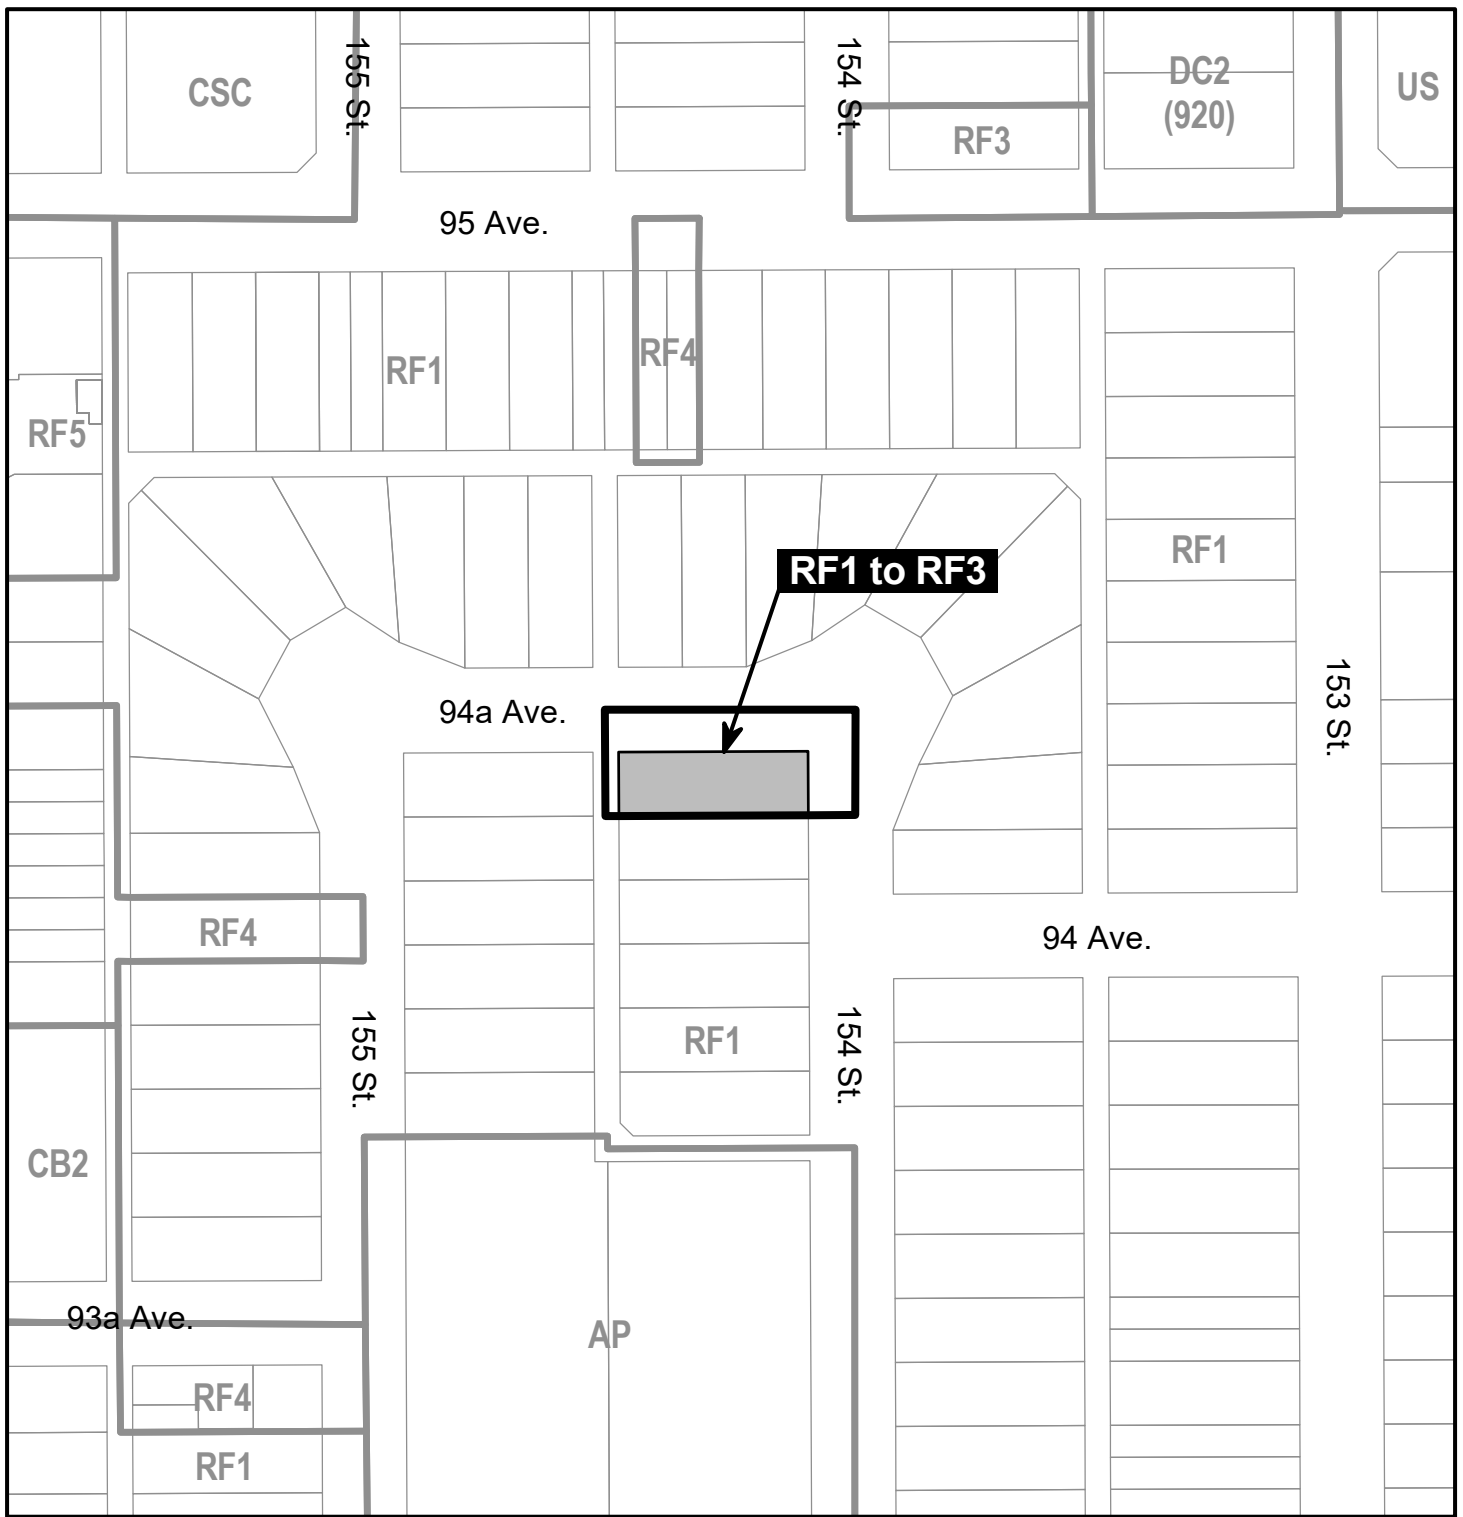 CSC
155 St.
154 St.
DC2
(920)
US
RF3
95 Ave.
RF1
RF4
RF5
RF1
RF1 to RF3
94a Ave.
153 St.
RF4
94 Ave.
155 St.
RF1
154 St.
CB2
93a Ave.
AP
RF4
RF1